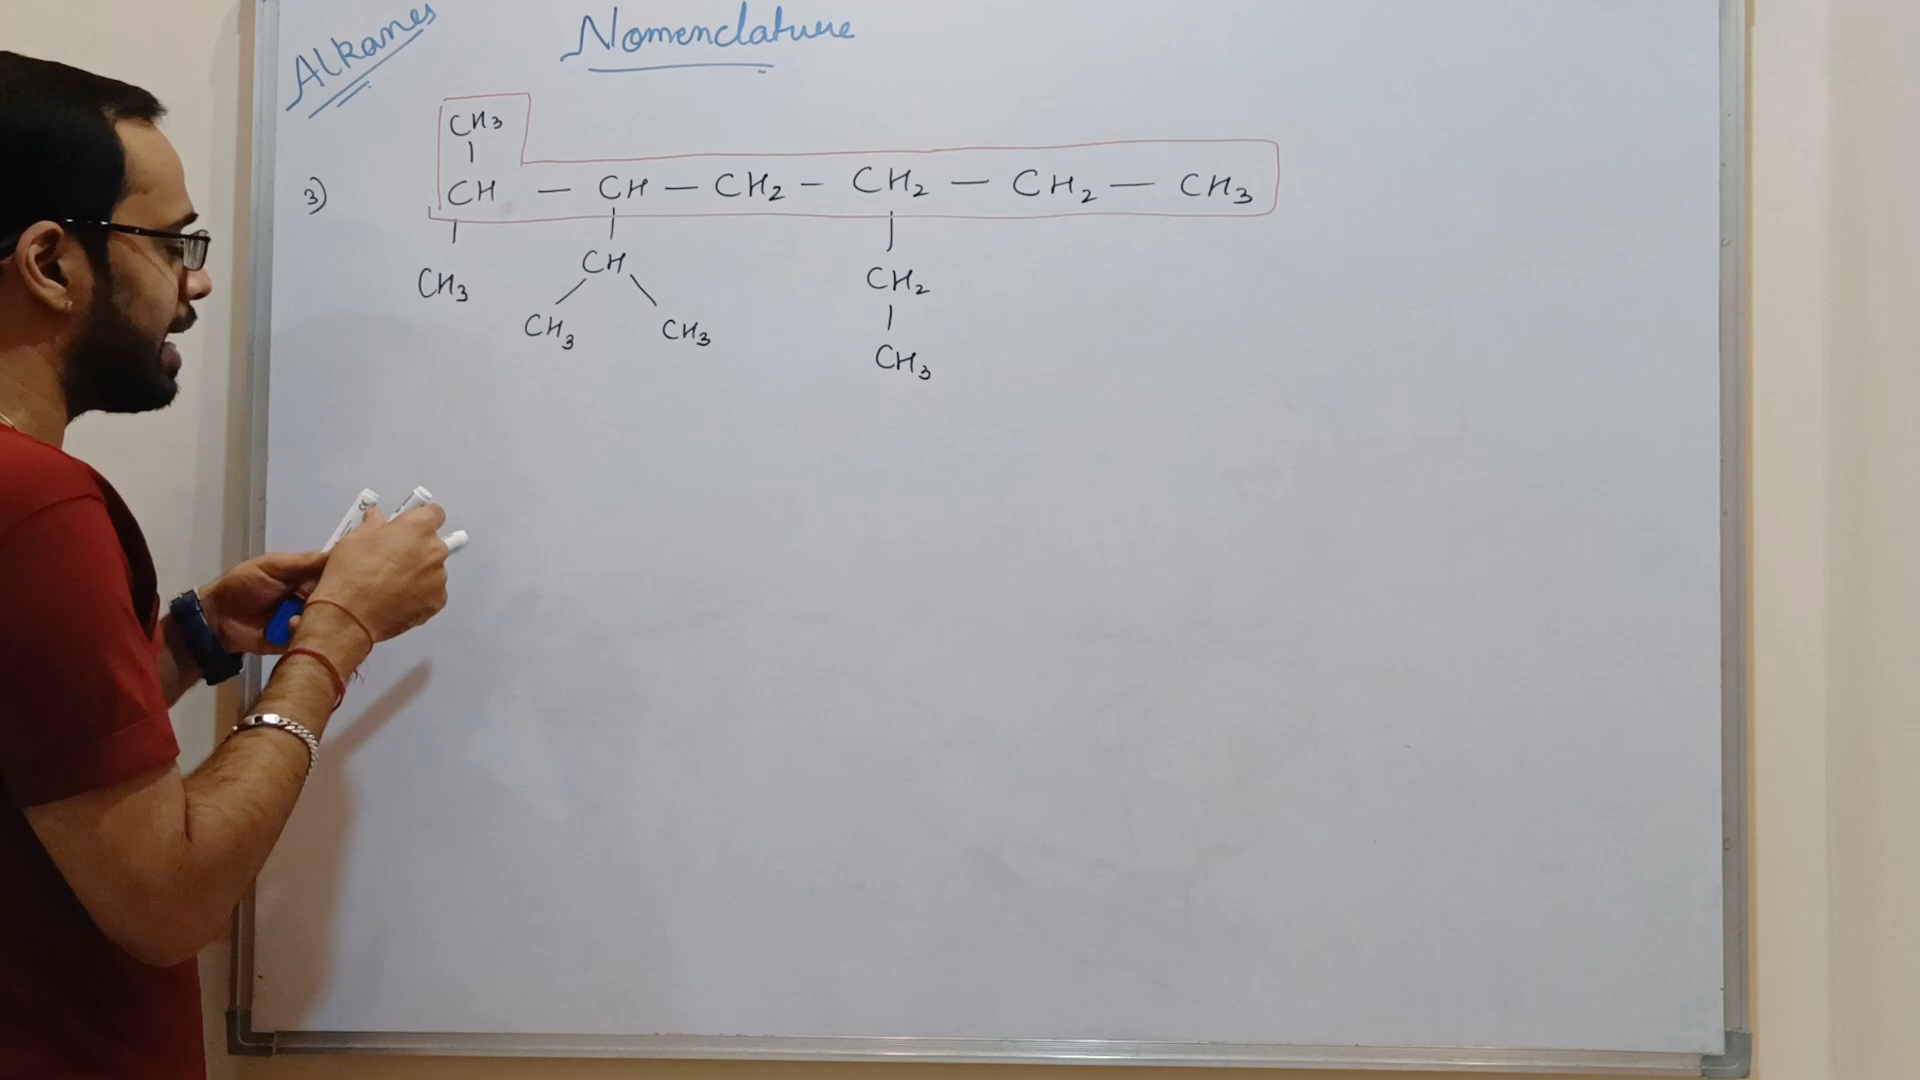 Alkanes
Nomenclature
CH3
|
3) CH — CH — CH2 — CH2 — CH2 — CH3
| | |
CH3 CH CH2
/ \ |
CH3 CH3 CH3